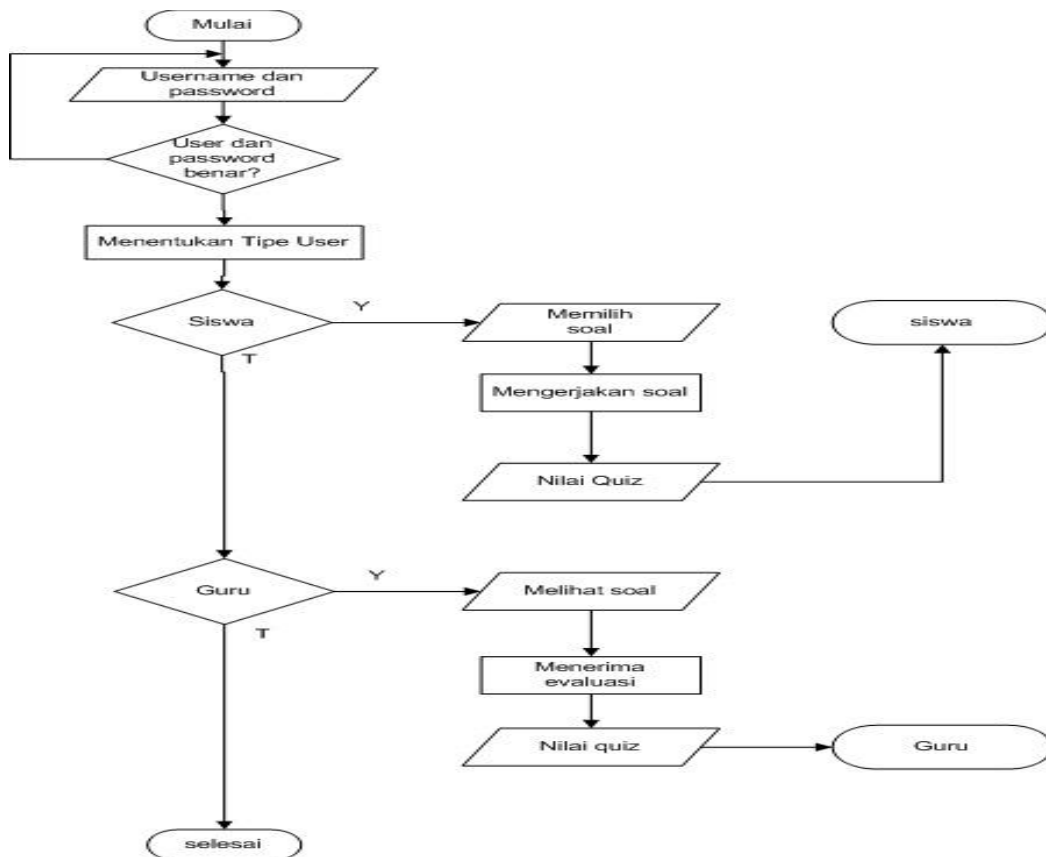 Mulai
Username dan
password
User dan
password
benar?
Menentukan Tipe User
Siswa
Y
T
Memilih
soal
Mengerjakan soal
Nilai Quiz
siswa
Guru
Y
T
Melihat soal
Menerima
evaluasi
Nilai quiz
Guru
selesai